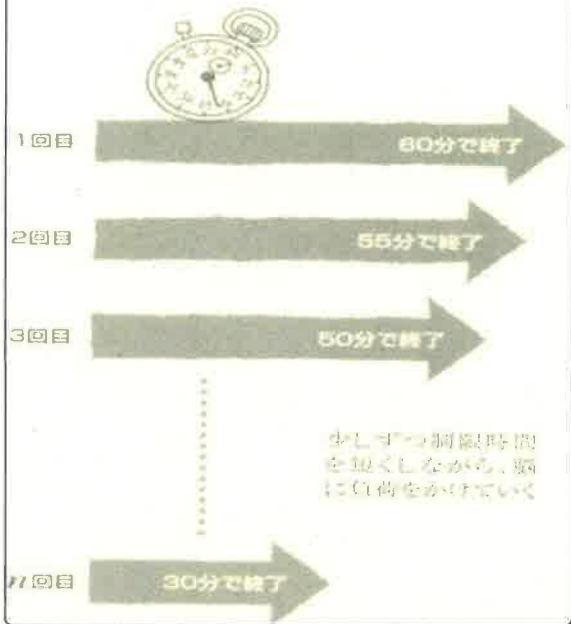 1回目
60分で終了
2回目
55分で終了
3回目
50分で終了
少しずつ制限時間
を短くしながら、脳
に負荷をかけていく
n回目
30分で終了